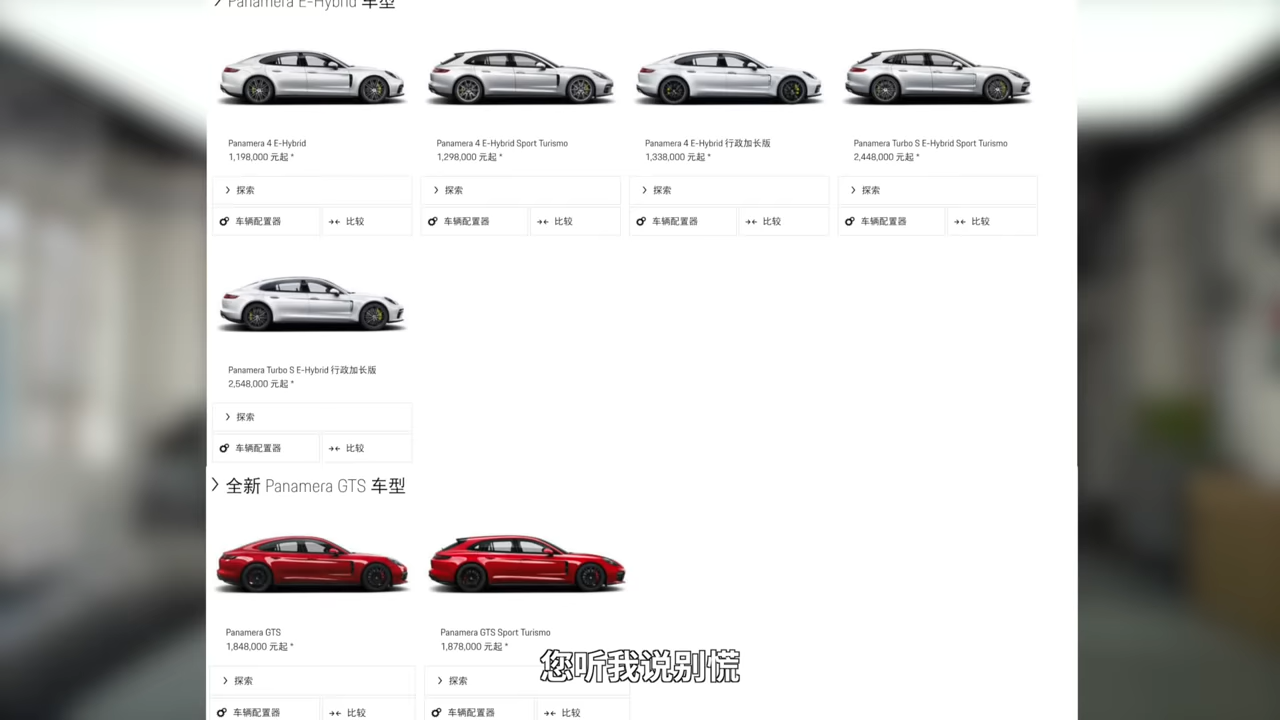 Panamera E-Hybrid 车型
Panamera 4 E-Hybrid
1,198,000 元起 *
Panamera 4 E-Hybrid Sport Turismo
1,298,000 元起 *
Panamera 4 E-Hybrid 行政加长版
1,338,000 元起 *
Panamera Turbo S E-Hybrid Sport Turismo
2,448,000 元起 *
探索
探索
探索
探索
车辆配置器
比较
车辆配置器
比较
车辆配置器
比较
车辆配置器
比较
Panamera Turbo S E-Hybrid 行政加长版
2,548,000 元起 *
探索
车辆配置器
比较
全新 Panamera GTS 车型
Panamera GTS
1,848,000 元起 *
Panamera GTS Sport Turismo
1,878,000 元起 *
您听我说别慌
探索
探索
车辆配置器
比较
车辆配置器
比较